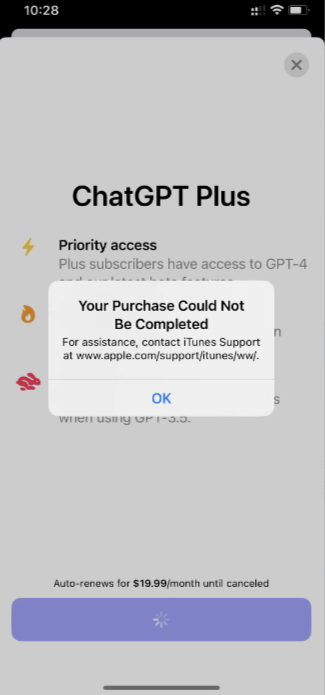 10:28
ChatGPT Plus
Priority access
Plus subscribers have access to GPT-4
Your Purchase Could Not
Be Completed
For assistance, contact iTunes Support
at www.apple.com/support/itunes/ww/.
OK
when using GPT-3.5.
Auto-renews for $19.99/month until canceled